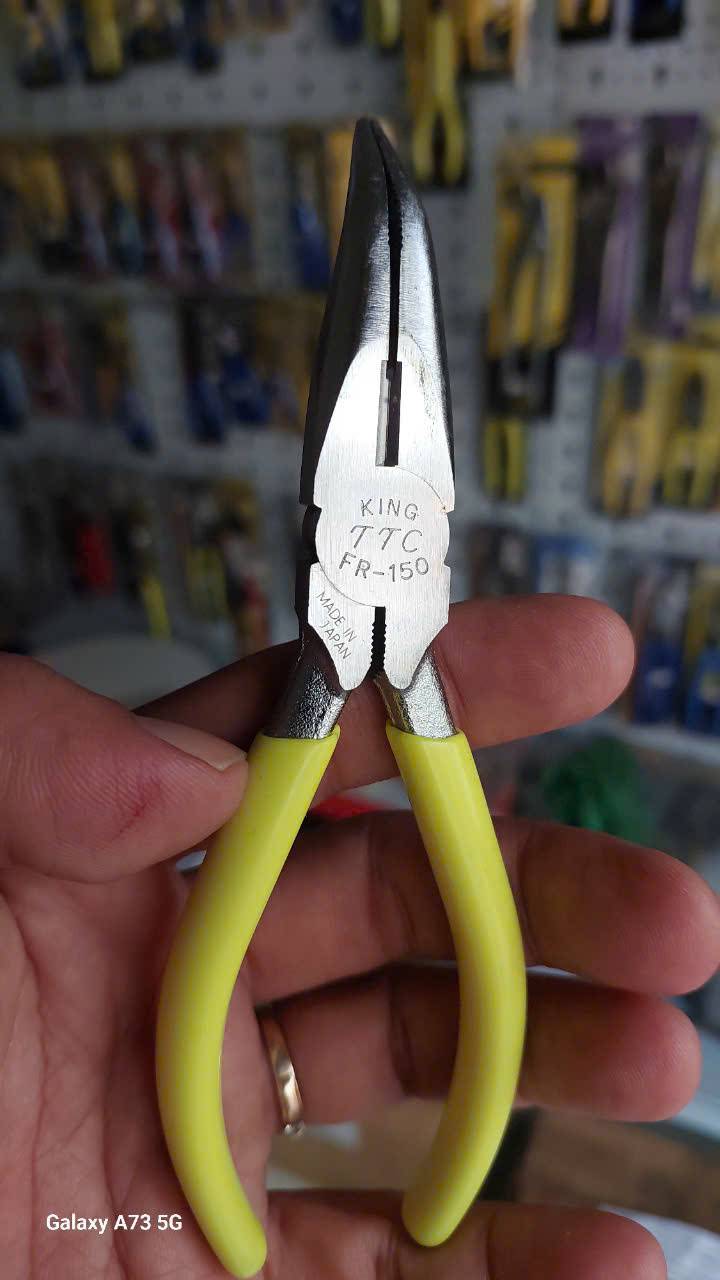 KING
TTC
FR-150
MADE IN
JAPAN
Galaxy A73 5G